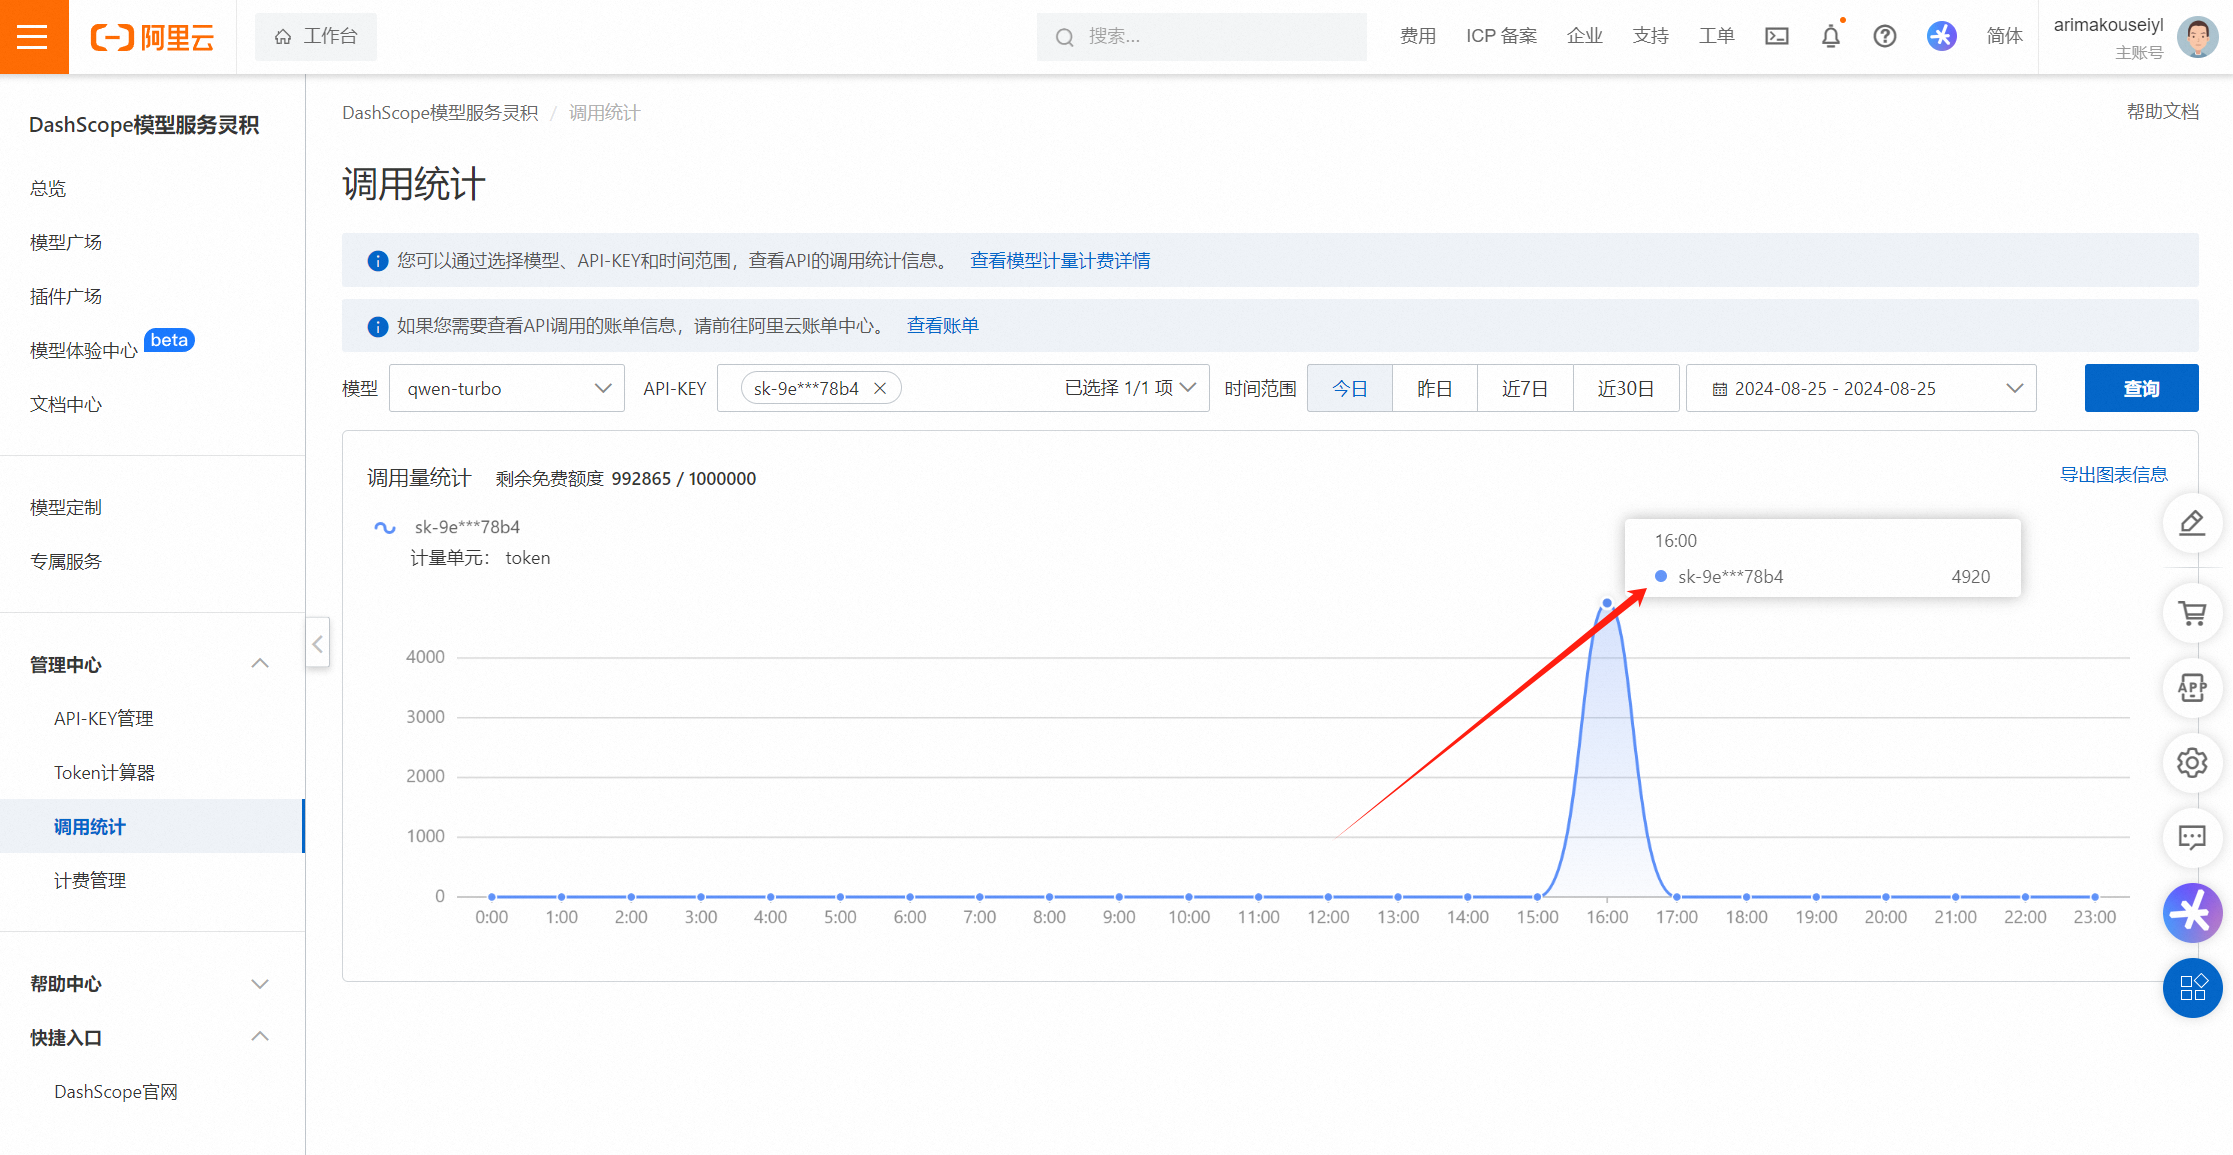 阿里云
工作台
搜索...
费用
ICP 备案
企业
支持
工单
简体
arimakouseiyl
主账号
DashScope模型服务灵积
总览
模型广场
插件广场
模型体验中心 beta
文档中心
模型定制
专属服务
管理中心
API-KEY管理
Token计算器
调用统计
计费管理
帮助中心
快捷入口
DashScope官网
DashScope模型服务灵积 / 调用统计
帮助文档
调用统计
您可以通过选择模型、API-KEY和时间范围，查看API的调用统计信息。 查看模型计量计费详情
如果您需要查看API调用的账单信息，请前往阿里云账单中心。 查看账单
模型 qwen-turbo API-KEY sk-9e***78b4 已选择 1/1 项 时间范围 今日 昨日 近7日 近30日 2024-08-25 - 2024-08-25 查询
调用量统计 剩余免费额度 992865 / 1000000 导出图表信息
sk-9e***78b4
计量单元： token
16:00
sk-9e***78b4 4920
4000
3000
2000
1000
0
0:00 1:00 2:00 3:00 4:00 5:00 6:00 7:00 8:00 9:00 10:00 11:00 12:00 13:00 14:00 15:00 16:00 17:00 18:00 19:00 20:00 21:00 22:00 23:00
APP